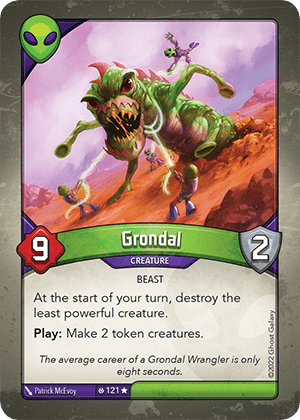 Grondal
CREATURE
9
2
BEAST
At the start of your turn, destroy the
least powerful creature.
Play: Make 2 token creatures.
The average career of a Grondal Wrangler is only
eight seconds.
©2022 Ghost Galaxy
Patrick McEvoy
121